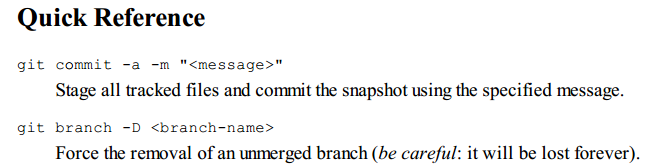 Quick Reference
git commit -a -m "<message>"
Stage all tracked files and commit the snapshot using the specified message.
git branch -D <branch-name>
Force the removal of an unmerged branch (be careful: it will be lost forever).